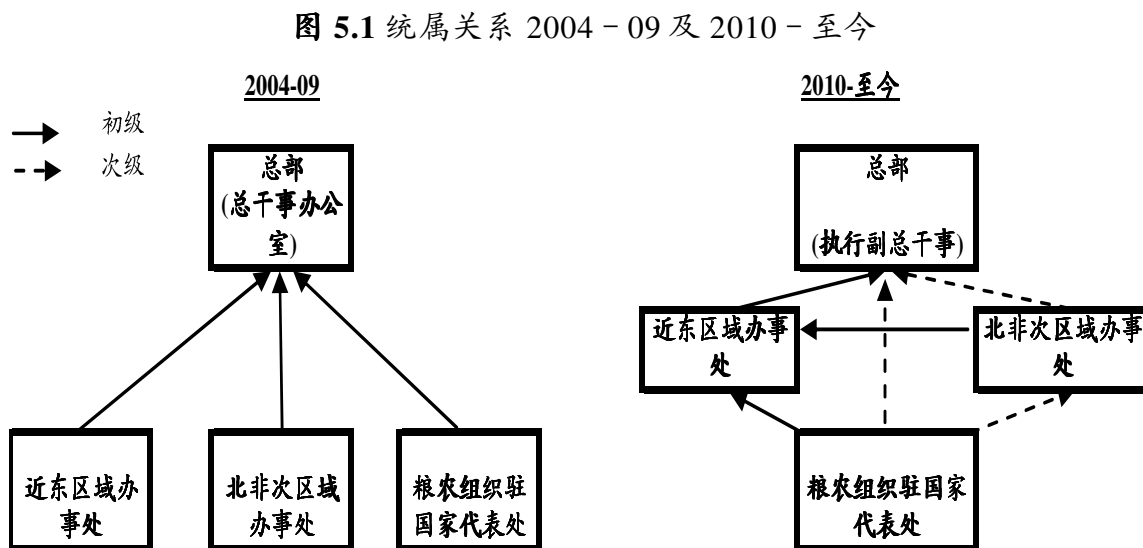 图 5.1 统属关系 2004 - 09 及 2010 - 至今
2004-09
2010-至今
初级
次级
总部
(总干事办公
室)
近东区域办
事处
北非次区域
办事处
粮农组织驻
国家代表处
总部
(执行副总干事)
近东区域办事
处
北非次区域办事
处
粮农组织驻国家
代表处